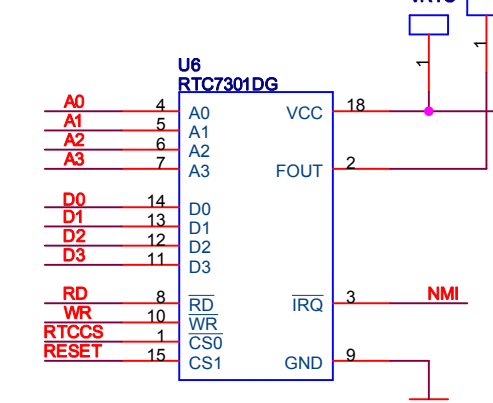 U6
RTC7301DG
A0 4 A0 VCC 18
A1 5 A1
A2 6 A2
A3 7 A3 FOUT 2
D0 14 D0
D1 13 D1
D2 12 D2
D3 11 D3
RD 8 RD IRQ 3 NMI
WR 10 WR
RTCCS 1 CS0
RESET 15 CS1 GND 9
1
1